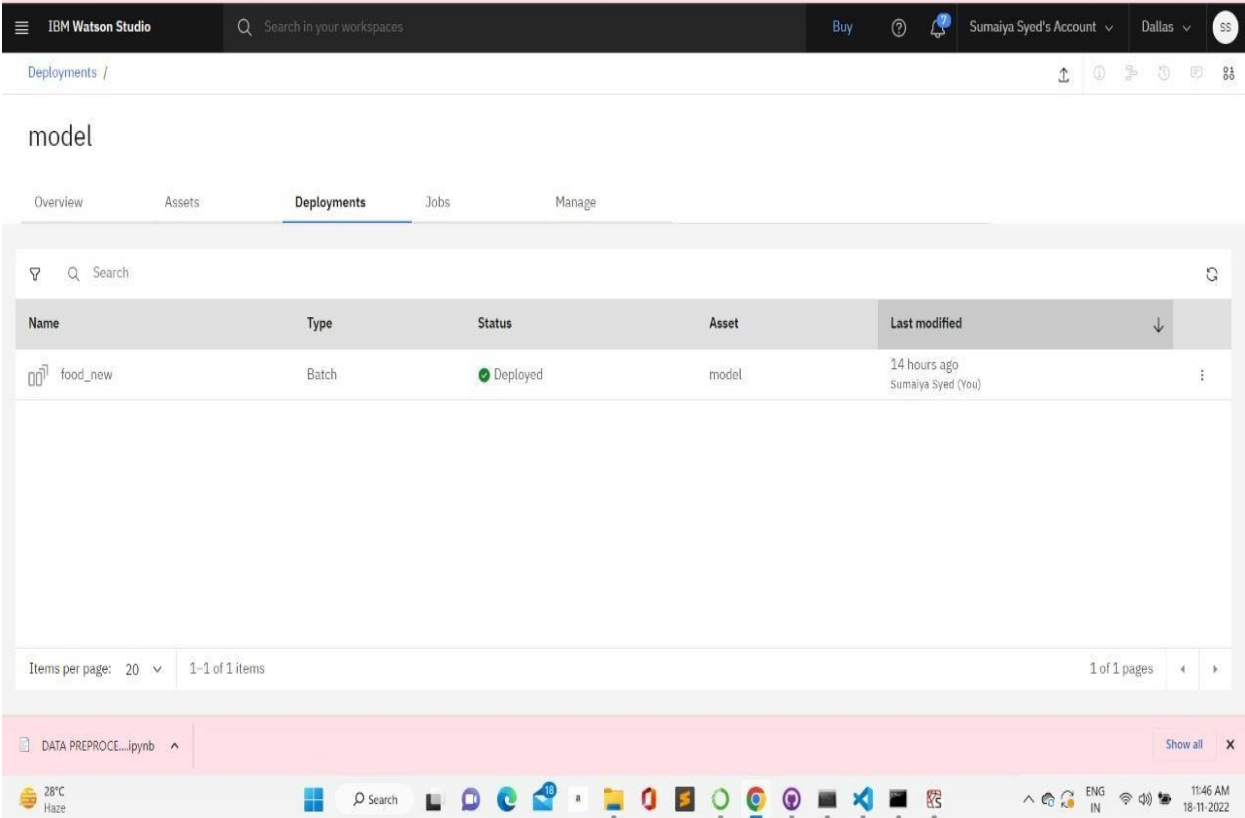 IBM Watson Studio
Search in your workspaces
Buy
7
Sumaiya Syed's Account
Dallas
SS
Deployments /
model
Overview
Assets
Deployments
Jobs
Manage
Search
Name
Type
Status
Asset
Last modified
food_new
Batch
Deployed
model
14 hours ago
Sumaiya Syed (You)
Items per page: 20
1–1 of 1 items
1 of 1 pages
DATA PREPROCE....ipynb
Show all
X
28°C
Haze
Search
18
a
ENG
IN
11:46 AM
18-11-2022